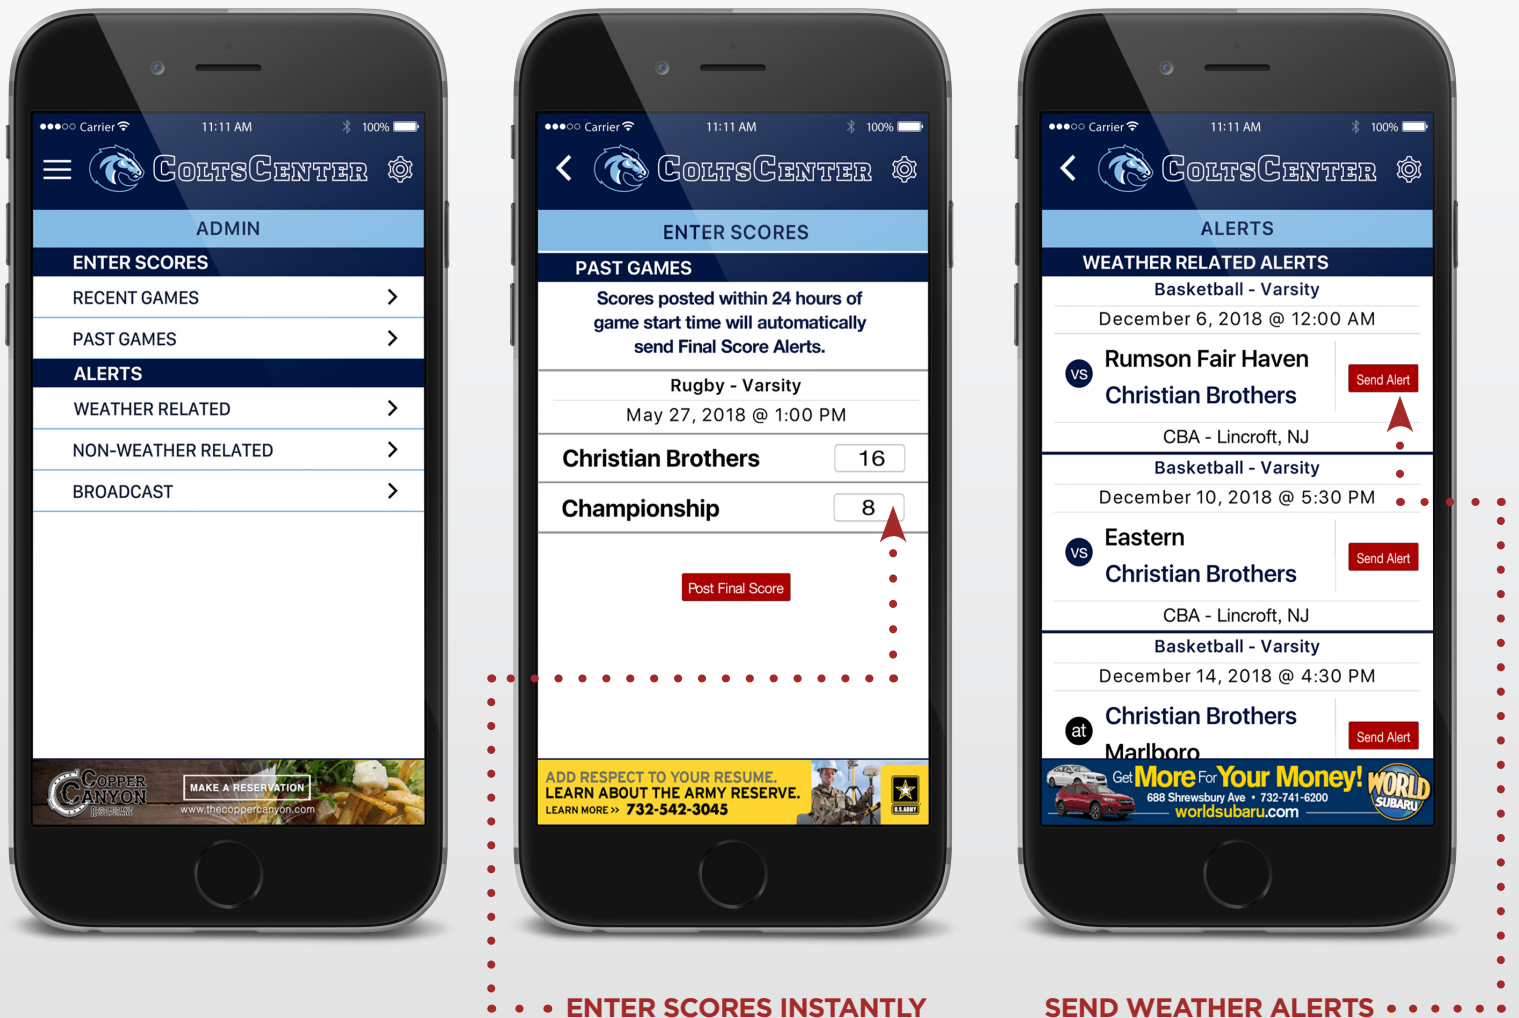 ●●●○○ Carrier 11:11 AM 100%
COLTSCENTER
ADMIN
ENTER SCORES
RECENT GAMES
PAST GAMES
ALERTS
WEATHER RELATED
NON-WEATHER RELATED
BROADCAST
COPPER
CANYON
MAKE A RESERVATION
www.thecoppercanyon.com
●●●○○ Carrier 11:11 AM 100%
COLTSCENTER
ENTER SCORES
PAST GAMES
Scores posted within 24 hours of
game start time will automatically
send Final Score Alerts.
Rugby - Varsity
May 27, 2018 @ 1:00 PM
Christian Brothers 16
Championship 8
Post Final Score
ADD RESPECT TO YOUR RESUME.
LEARN ABOUT THE ARMY RESERVE.
LEARN MORE >> 732-542-3045
U.S.ARMY
ENTER SCORES INSTANTLY
●●●○○ Carrier 11:11 AM 100%
COLTSCENTER
ALERTS
WEATHER RELATED ALERTS
Basketball - Varsity
December 6, 2018 @ 12:00 AM
vs Rumson Fair Haven
Christian Brothers
Send Alert
CBA - Lincroft, NJ
Basketball - Varsity
December 10, 2018 @ 5:30 PM
vs Eastern
Christian Brothers
Send Alert
CBA - Lincroft, NJ
Basketball - Varsity
December 14, 2018 @ 4:30 PM
at Christian Brothers
Marlboro
Send Alert
Get More For Your Money!
688 Shrewsbury Ave • 732-741-6200
worldsubaru.com
WORLD
SUBARU
SEND WEATHER ALERTS